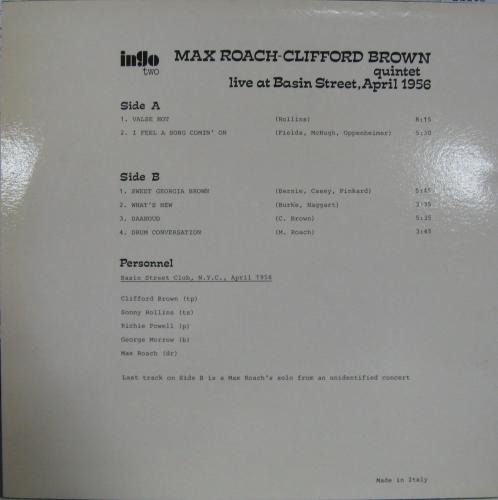 ingo MAX ROACH-CLIFFORD BROWN
two quintet
live at Basin Street, April 1956
Side A
1. VALSE HOT (Rollins) 8:15
2. I FEEL A SONG COMIN' ON (Fields, McHugh, Oppenheimer) 5:30
Side B
1. SWEET GEORGIA BROWN (Bernie, Casey, Pinkard) 5:45
2. WHAT'S NEW (Burke, Haggart) 3:35
3. DAAHOUD (C. Brown) 5:35
4. DRUM CONVERSATION (M. Roach) 3:45
Personnel
Basin Street Club, N.Y.C., April 1956
Clifford Brown (tp)
Sonny Rollins (ts)
Richie Powell (p)
George Morrow (b)
Max Roach (dr)
Last track on Side B is a Max Roach's solo from an unidentified concert
Made in Italy